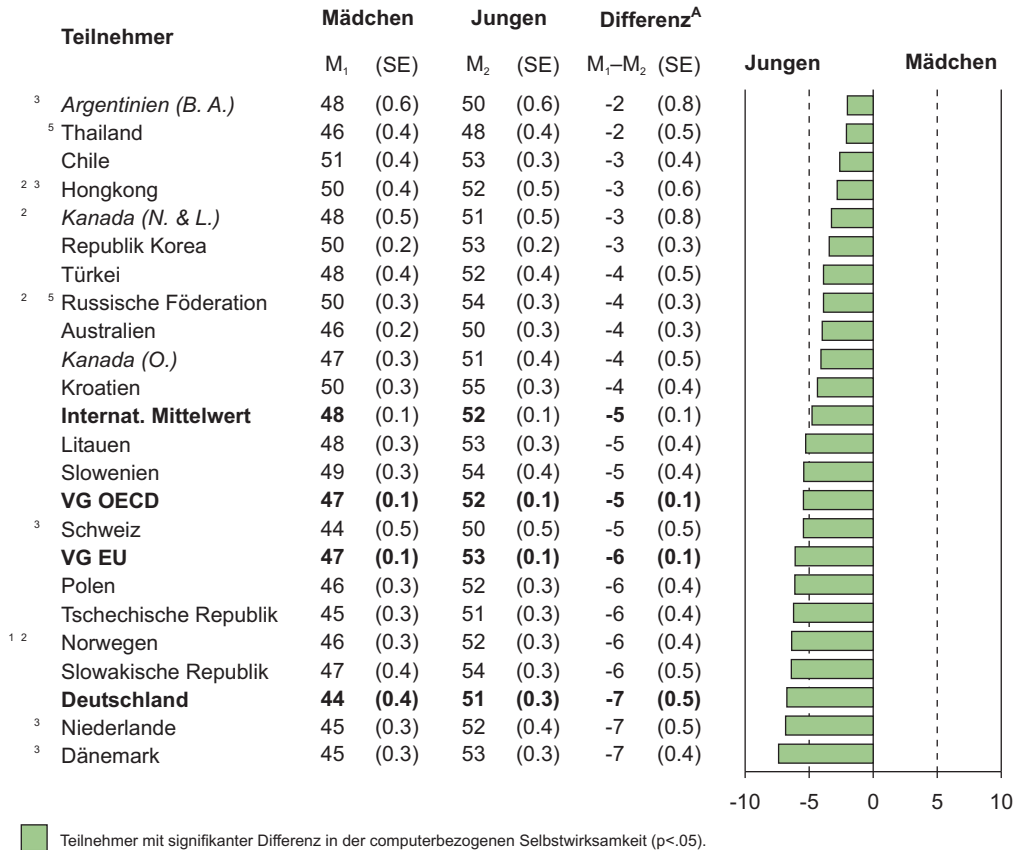 Mädchen Jungen Differenz^A
Teilnehmer
M₁ (SE) M₂ (SE) M₁–M₂ (SE) Jungen Mädchen
³ Argentinien (B. A.) 48 (0.6) 50 (0.6) -2 (0.8)
⁵ Thailand 46 (0.4) 48 (0.4) -2 (0.5)
Chile 51 (0.4) 53 (0.3) -3 (0.4)
² ³ Hongkong 50 (0.4) 52 (0.5) -3 (0.6)
² Kanada (N. & L.) 48 (0.5) 51 (0.5) -3 (0.8)
Republik Korea 50 (0.2) 53 (0.2) -3 (0.3)
Türkei 48 (0.4) 52 (0.4) -4 (0.5)
² ⁵ Russische Föderation 50 (0.3) 54 (0.3) -4 (0.3)
Australien 46 (0.2) 50 (0.3) -4 (0.3)
Kanada (O.) 47 (0.3) 51 (0.4) -4 (0.5)
Kroatien 50 (0.3) 55 (0.3) -4 (0.4)
Internat. Mittelwert 48 (0.1) 52 (0.1) -5 (0.1)
Litauen 48 (0.3) 53 (0.3) -5 (0.4)
Slowenien 49 (0.3) 54 (0.4) -5 (0.4)
VG OECD 47 (0.1) 52 (0.1) -5 (0.1)
³ Schweiz 44 (0.5) 50 (0.5) -5 (0.5)
VG EU 47 (0.1) 53 (0.1) -6 (0.1)
Polen 46 (0.3) 52 (0.3) -6 (0.4)
Tschechische Republik 45 (0.3) 51 (0.3) -6 (0.4)
¹ ² Norwegen 46 (0.3) 52 (0.3) -6 (0.4)
Slowakische Republik 47 (0.4) 54 (0.3) -6 (0.5)
Deutschland 44 (0.4) 51 (0.3) -7 (0.5)
³ Niederlande 45 (0.3) 52 (0.4) -7 (0.5)
³ Dänemark 45 (0.3) 53 (0.3) -7 (0.4)
-10 -5 0 5 10
Teilnehmer mit signifikanter Differenz in der computerbezogenen Selbstwirksamkeit (p<.05).